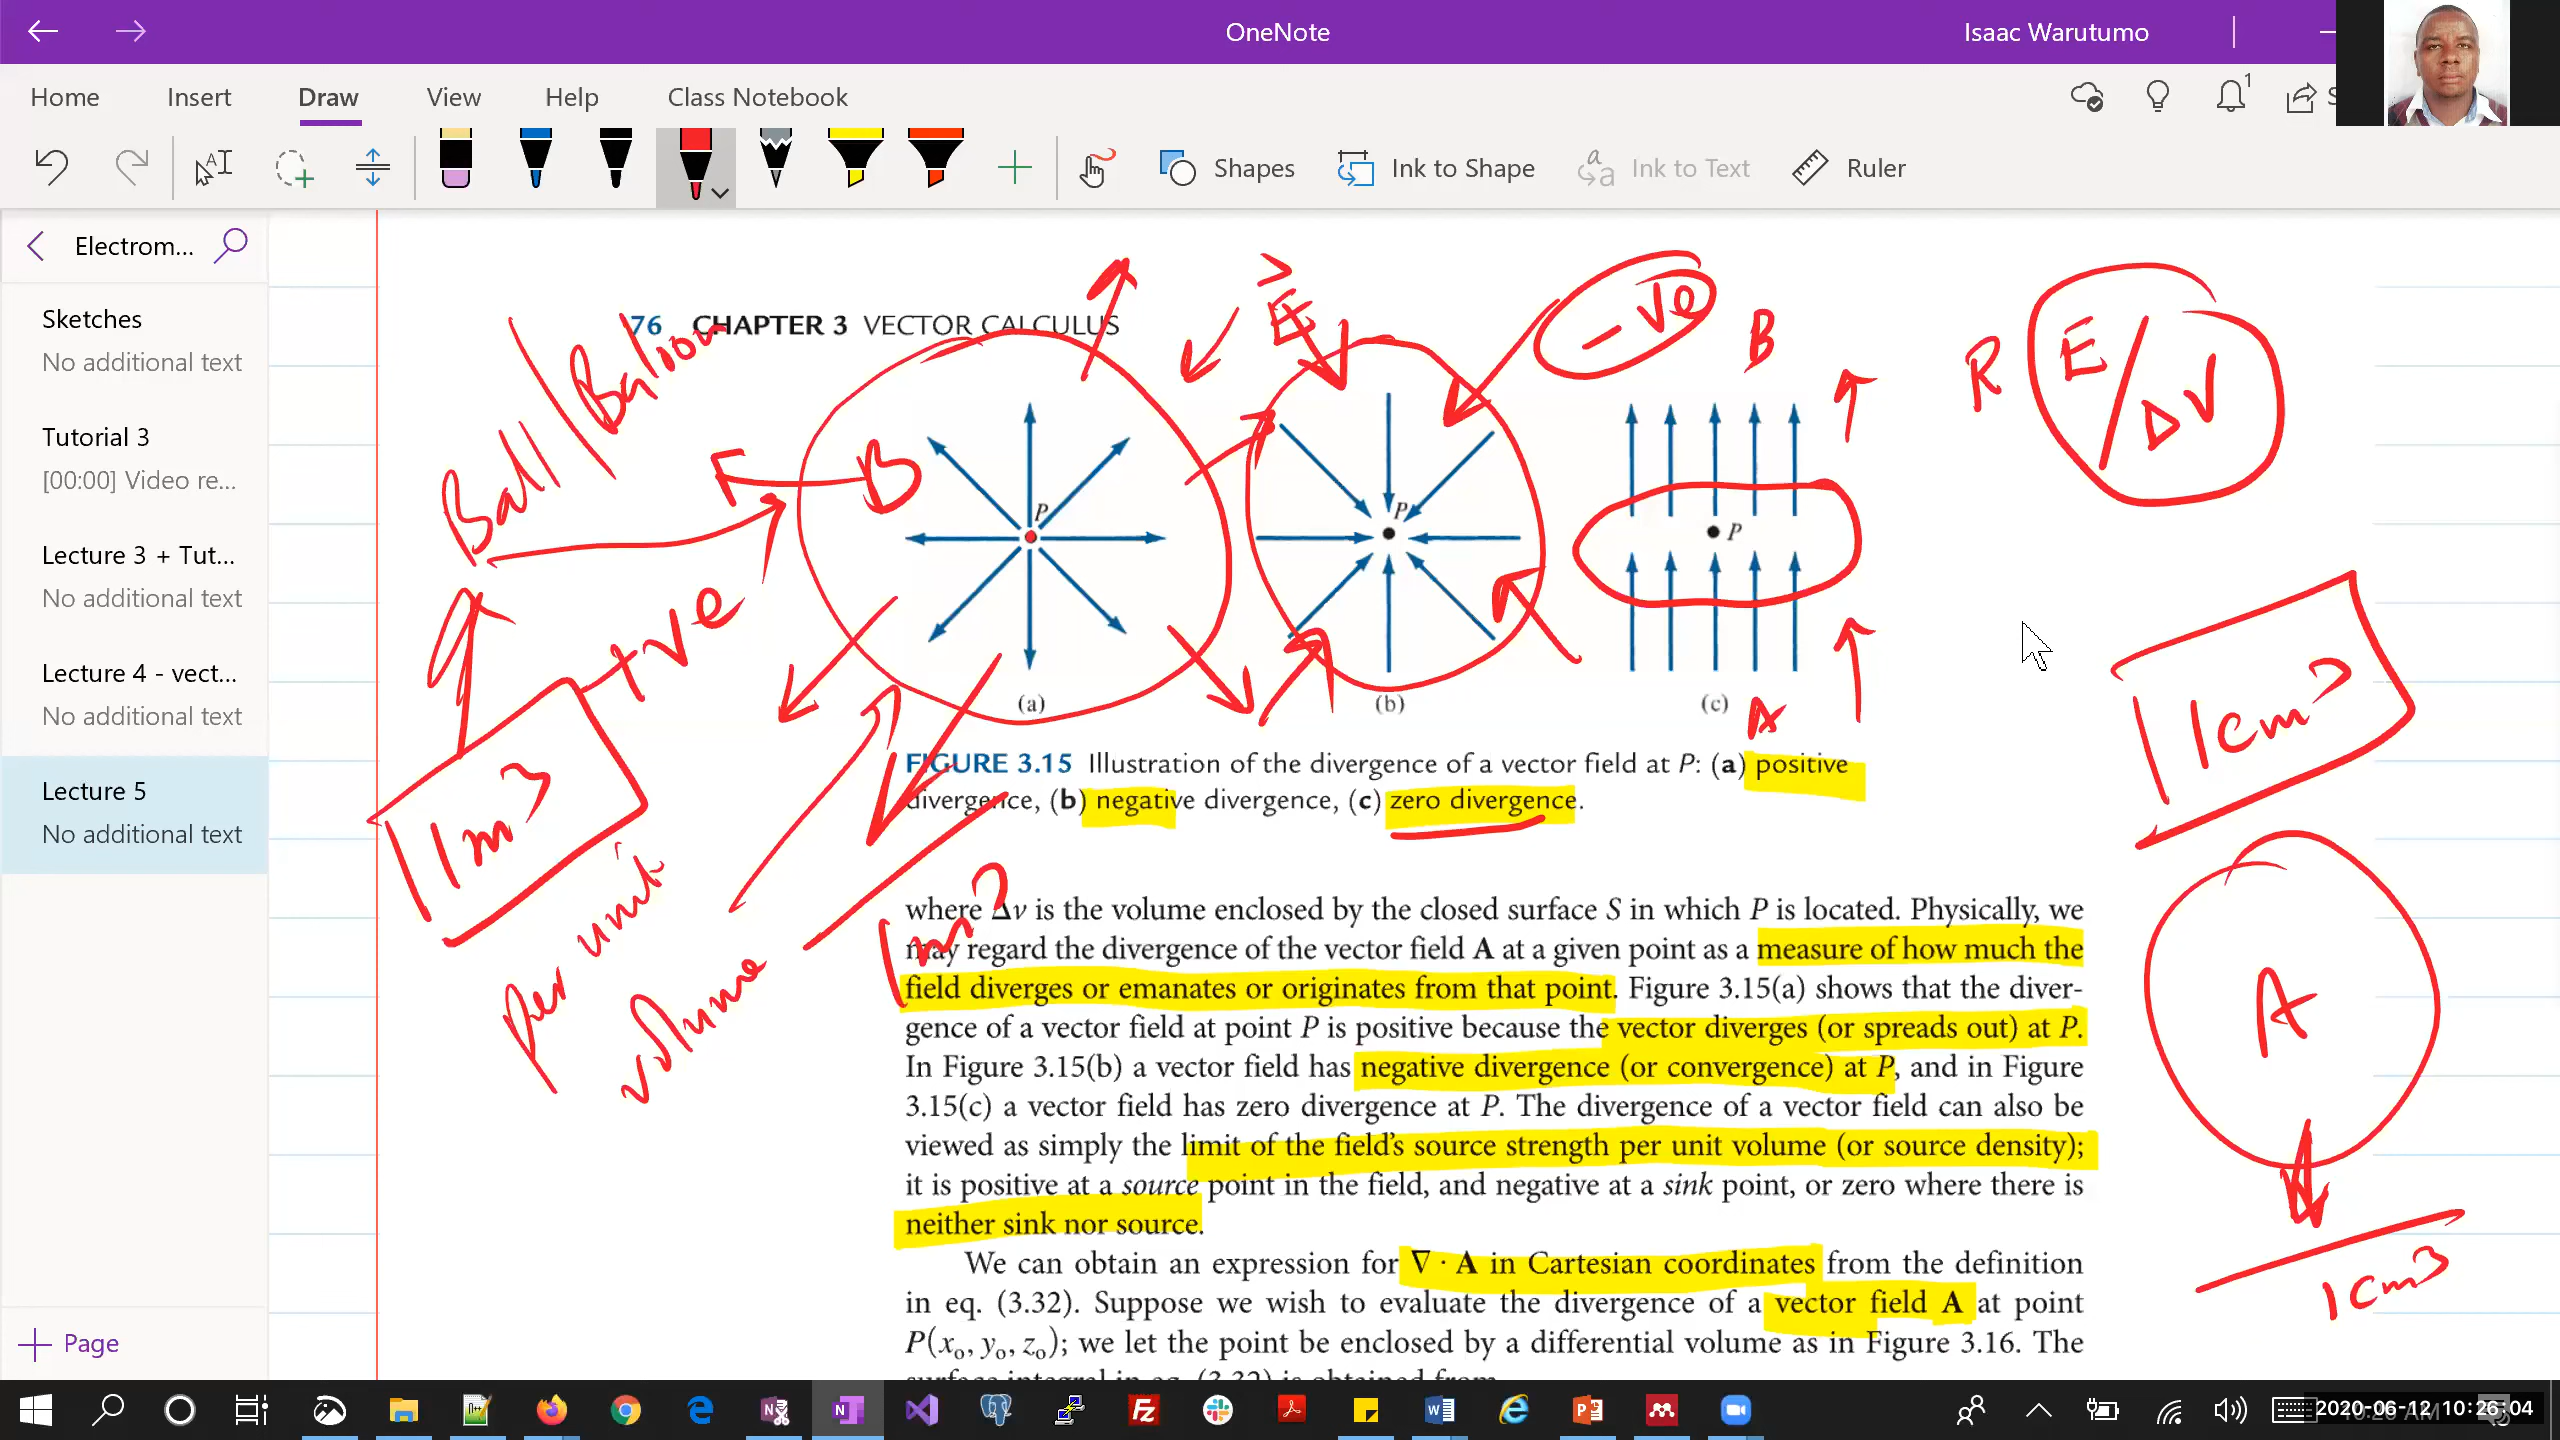 OneNote
Isaac Warutumo
Home Insert Draw View Help Class Notebook
1
Shapes Ink to Shape Ink to Text Ruler
Electrom...
Sketches
No additional text
Tutorial 3
[00:00] Video re...
Lecture 3 + Tut...
No additional text
Lecture 4 - vect...
No additional text
Lecture 5
No additional text
Page
76 CHAPTER 3 VECTOR CALCULUS
Ball/Baloon
B
E
-ve
B
R
E/ΔV
+ve
1m³
per unit
volume
1m³
1cm³
A
1cm³
A
P
P
P
(a)
(b)
(c)
FIGURE 3.15 Illustration of the divergence of a vector field at P: (a) positive
divergence, (b) negative divergence, (c) zero divergence.
where Δv is the volume enclosed by the closed surface S in which P is located. Physically, we
may regard the divergence of the vector field A at a given point as a measure of how much the
field diverges or emanates or originates from that point. Figure 3.15(a) shows that the diver-
gence of a vector field at point P is positive because the vector diverges (or spreads out) at P.
In Figure 3.15(b) a vector field has negative divergence (or convergence) at P, and in Figure
3.15(c) a vector field has zero divergence at P. The divergence of a vector field can also be
viewed as simply the limit of the field's source strength per unit volume (or source density);
it is positive at a source point in the field, and negative at a sink point, or zero where there is
neither sink nor source.
We can obtain an expression for ∇ · A in Cartesian coordinates from the definition
in eq. (3.32). Suppose we wish to evaluate the divergence of a vector field A at point
P(xₒ, yₒ, zₒ); we let the point be enclosed by a differential volume as in Figure 3.16. The
surface integral in eq. (3.32) is obtained from
2020-06-12 10:26:04